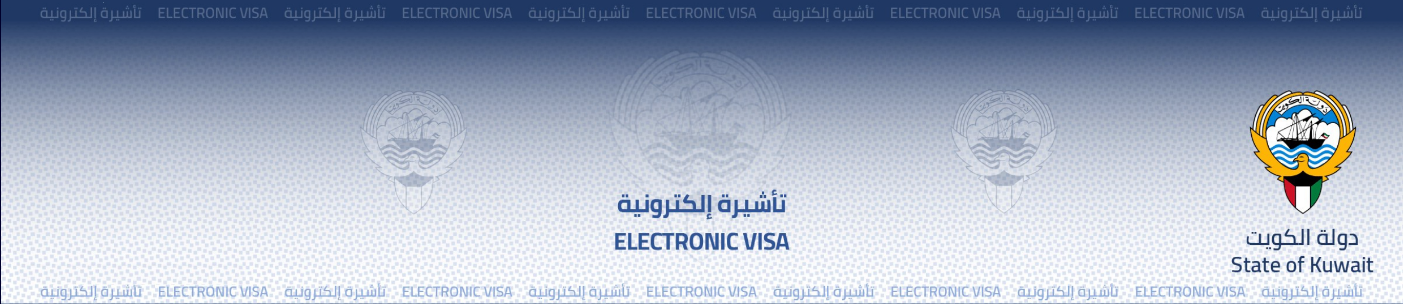 تأشيرة إلكترونية ELECTRONIC VISA تأشيرة إلكترونية ELECTRONIC VISA تأشيرة إلكترونية ELECTRONIC VISA تأشيرة إلكترونية ELECTRONIC VISA تأشيرة إلكترونية ELECTRONIC VISA تأشيرة إلكترونية
دولة الكويت
تأشيرة إلكترونية
ELECTRONIC VISA
دولة الكويت
State of Kuwait
تأشيرة إلكترونية ELECTRONIC VISA تأشيرة إلكترونية ELECTRONIC VISA تأشيرة إلكترونية ELECTRONIC VISA تأشيرة إلكترونية ELECTRONIC VISA تأشيرة إلكترونية ELECTRONIC VISA تأشيرة إلكترونية